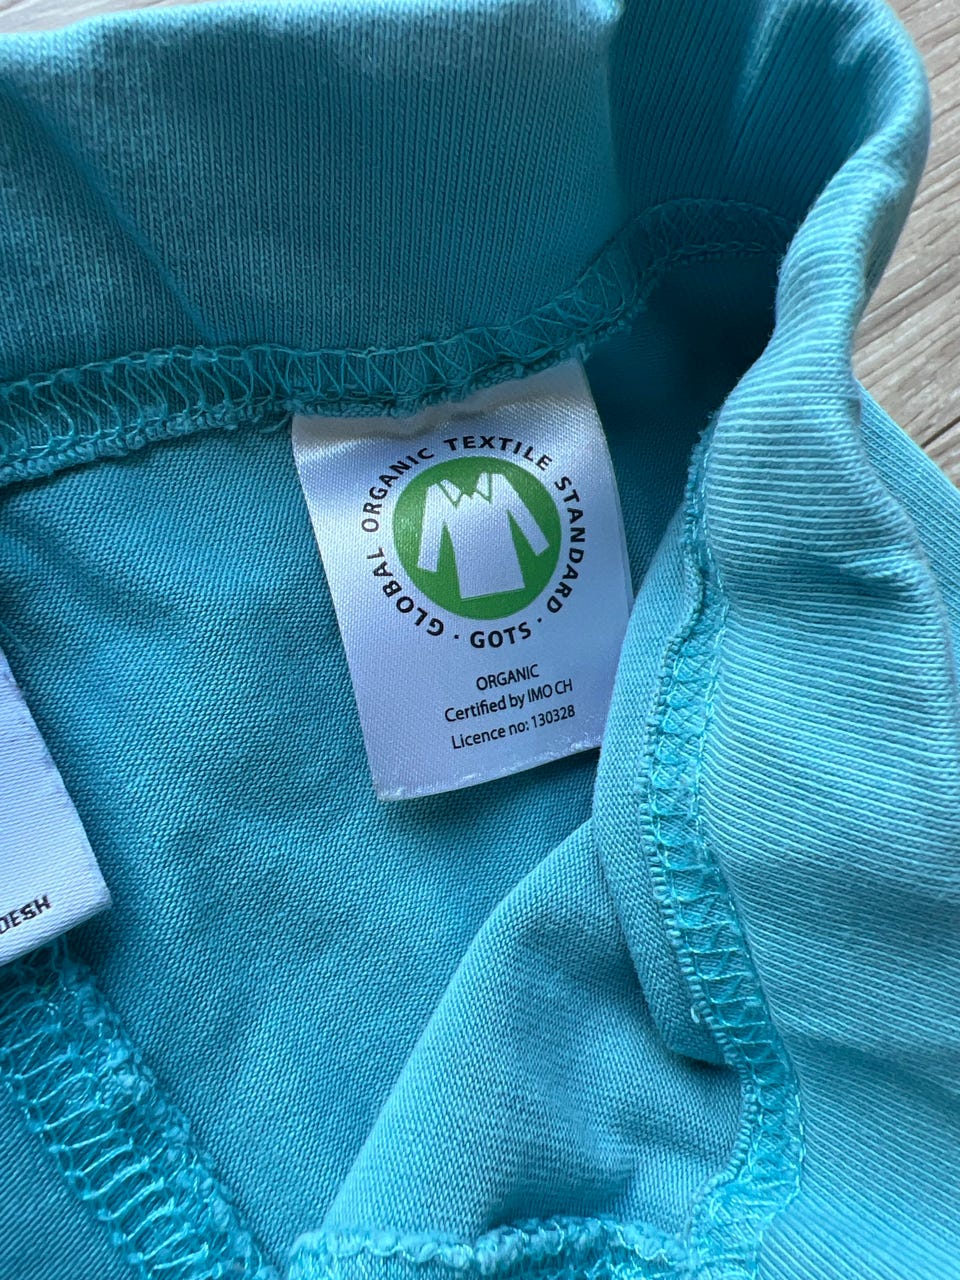 GLOBAL ORGANIC TEXTILE STANDARD · GOTS ·
ORGANIC
Certified by IMO CH
Licence no: 130328
DESH